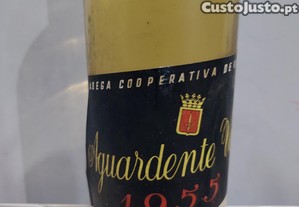 CustoJusto.pt
ADEGA COOPERATIVA DE
Aguardente V
1955